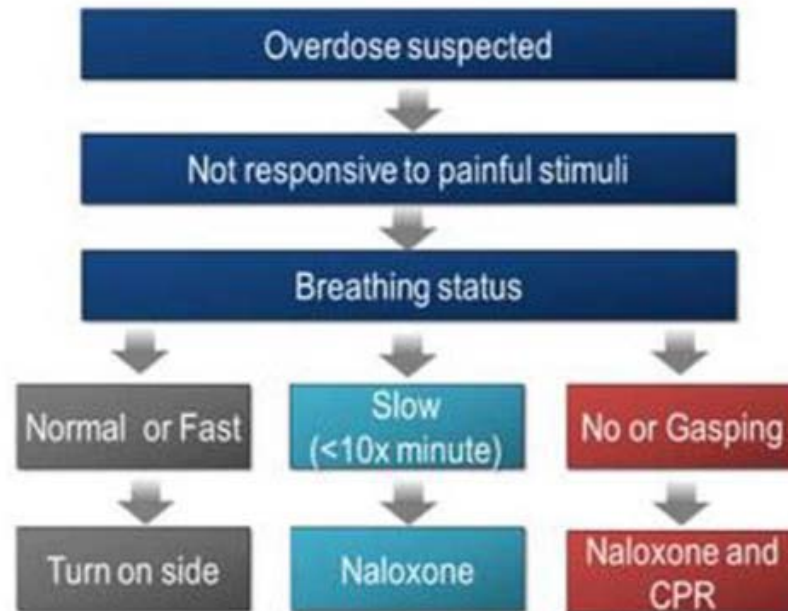 Overdose suspected
Not responsive to painful stimuli
Breathing status
Normal or Fast
Slow
(<10x minute)
No or Gasping
Turn on side
Naloxone
Naloxone and
CPR